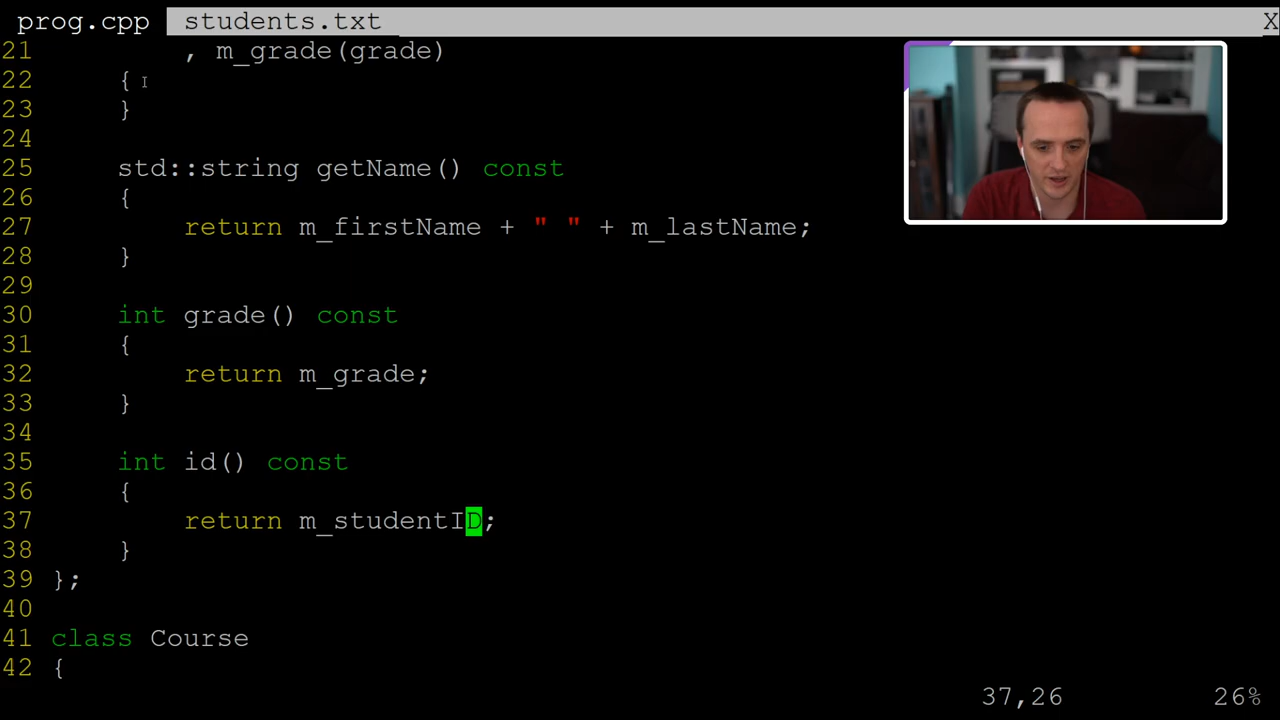 prog.cpp students.txt X
21 , m_grade(grade)
22 {
23 }
24
25 std::string getName() const
26 {
27 return m_firstName + " " + m_lastName;
28 }
29
30 int grade() const
31 {
32 return m_grade;
33 }
34
35 int id() const
36 {
37 return m_studentID;
38 }
39 };
40
41 class Course
42 {
37,26 26%